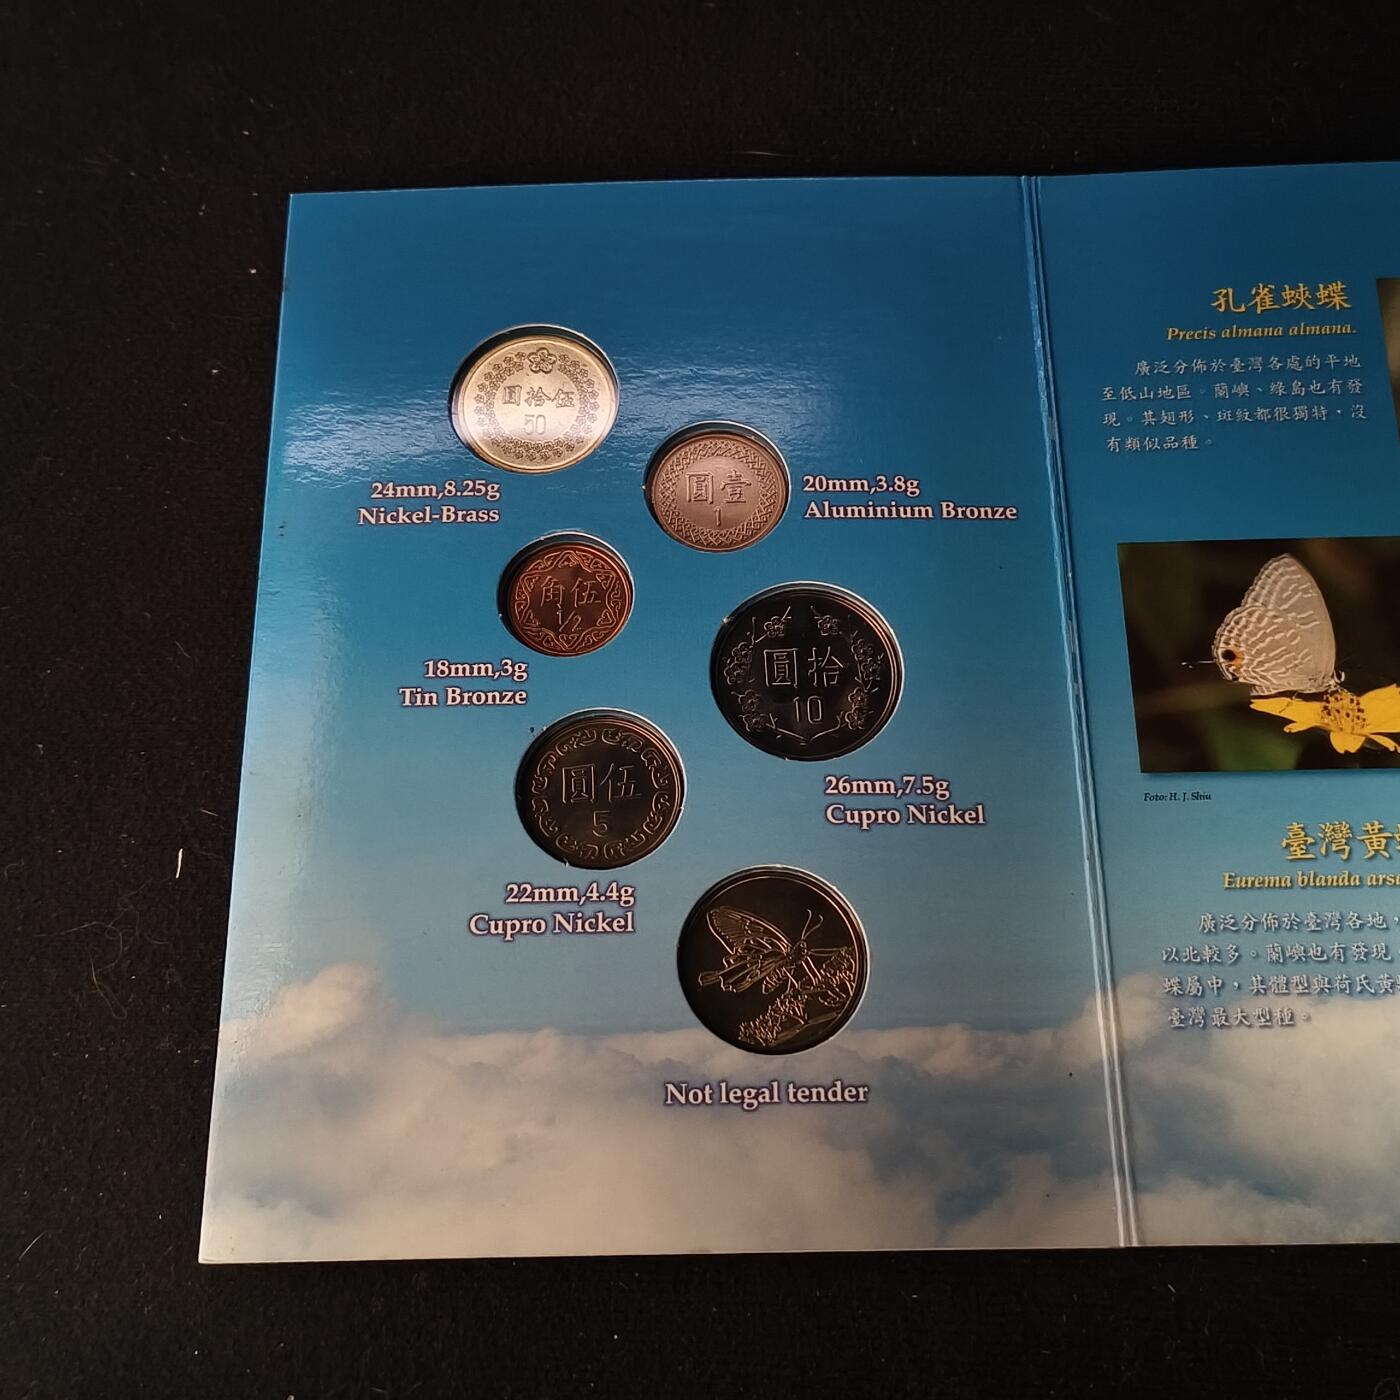 圓拾伍
50
24mm,8.25g
Nickel-Brass
圓壹
1
20mm,3.8g
Aluminium Bronze
角伍
1/2
18mm,3g
Tin Bronze
圓拾
10
26mm,7.5g
Cupro Nickel
圓伍
5
22mm,4.4g
Cupro Nickel
Not legal tender
孔雀蛺蝶
Precis almana almana.
廣泛分佈於臺灣各處的平地
至低山地區。蘭嶼、綠島也有發
現。其翅形、斑紋都很獨特，沒
有類似品種。
Foto: H. J. Shiu
臺灣黃
Eurema blanda arsa
廣泛分佈於臺灣各地，
以北較多。蘭嶼也有發現
蝶屬中，其體型與荷氏黃
臺灣最大型種。